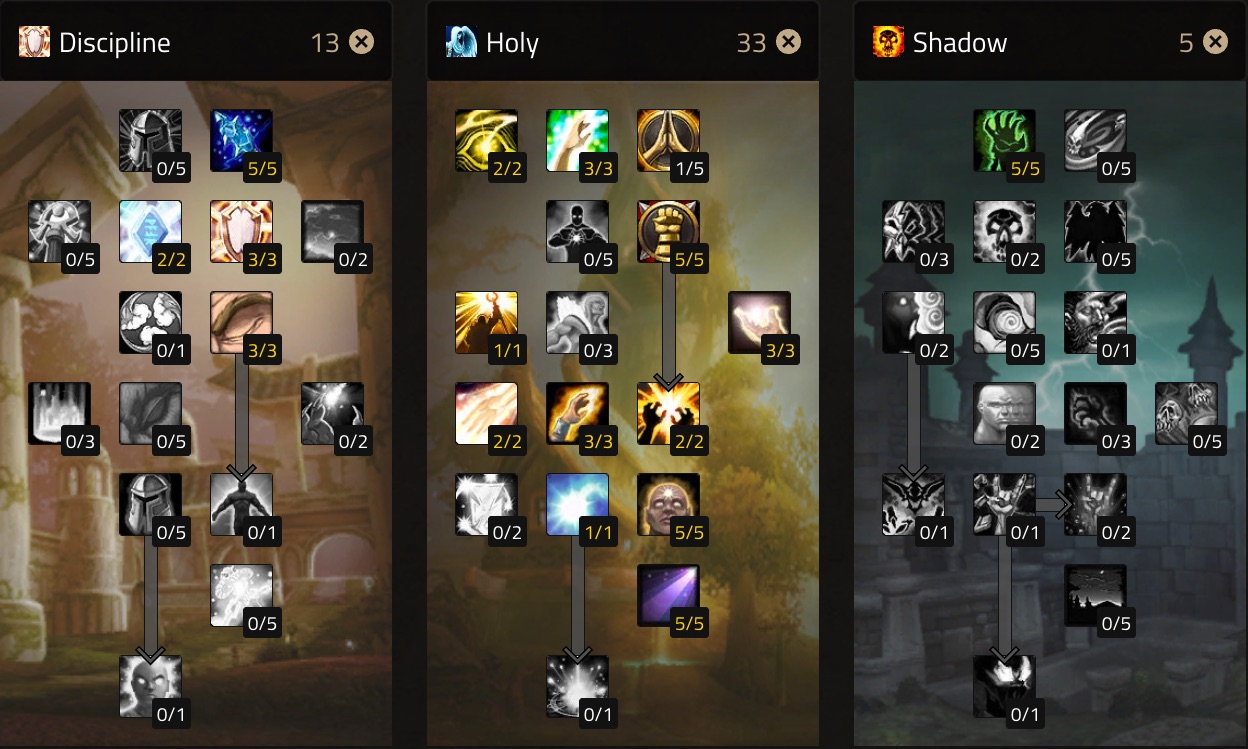 Discipline 13
Holy 33
Shadow 5
0/5 5/5
2/2 3/3 1/5
5/5 0/5
0/5 2/2 3/3 0/2
0/5 5/5
0/3 0/2 0/5
0/1 3/3
1/1 0/3 3/3
0/2 0/5 0/1
0/3 0/5 0/2
2/2 3/3 2/2
0/2 0/3 0/5
0/5 0/1
0/2 1/1 5/5
0/1 0/1 0/2
0/5
5/5
0/5
0/1
0/1
0/1